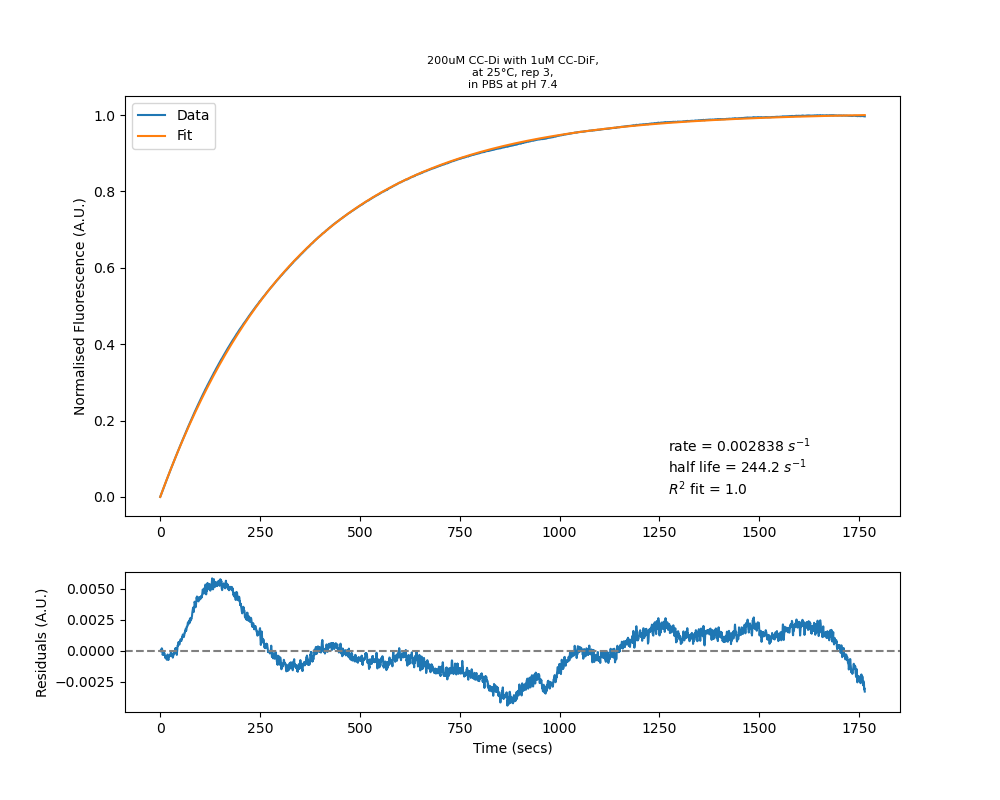 200uM CC-Di with 1uM CC-DiF,
at 25°C, rep 3,
in PBS at pH 7.4
Data
Fit
Normalised Fluorescence (A.U.)
1.0
0.8
0.6
0.4
0.2
0.0
rate = 0.002838 s⁻¹
half life = 244.2 s⁻¹
R² fit = 1.0
0 250 500 750 1000 1250 1500 1750
Residuals (A.U.)
0.0050
0.0025
0.0000
−0.0025
0 250 500 750 1000 1250 1500 1750
Time (secs)